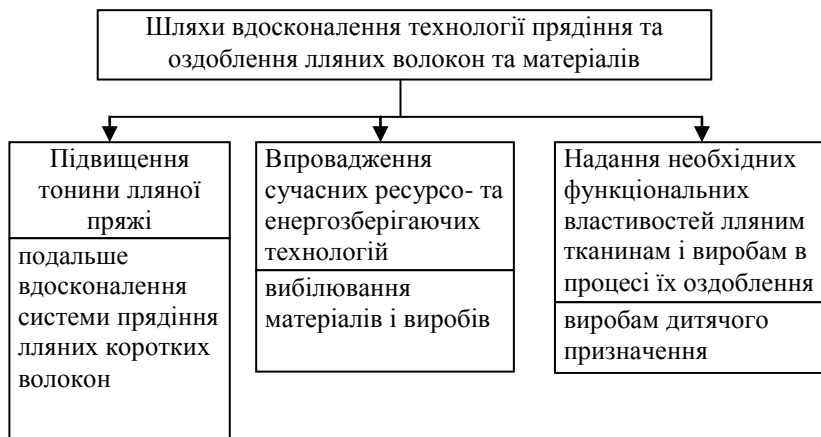 Шляхи вдосконалення технології прядіння та
оздоблення лляних волокон та матеріалів
Підвищення
тонини лляної
пряжі
подальше
вдосконалення
системи прядіння
лляних коротких
волокон
Впровадження
сучасних ресурсо- та
енергозберігаючих
технологій
вибілювання
матеріалів і виробів
Надання необхідних
функціональних
властивостей лляним
тканинам і виробам в
процесі їх оздоблення
виробам дитячого
призначення